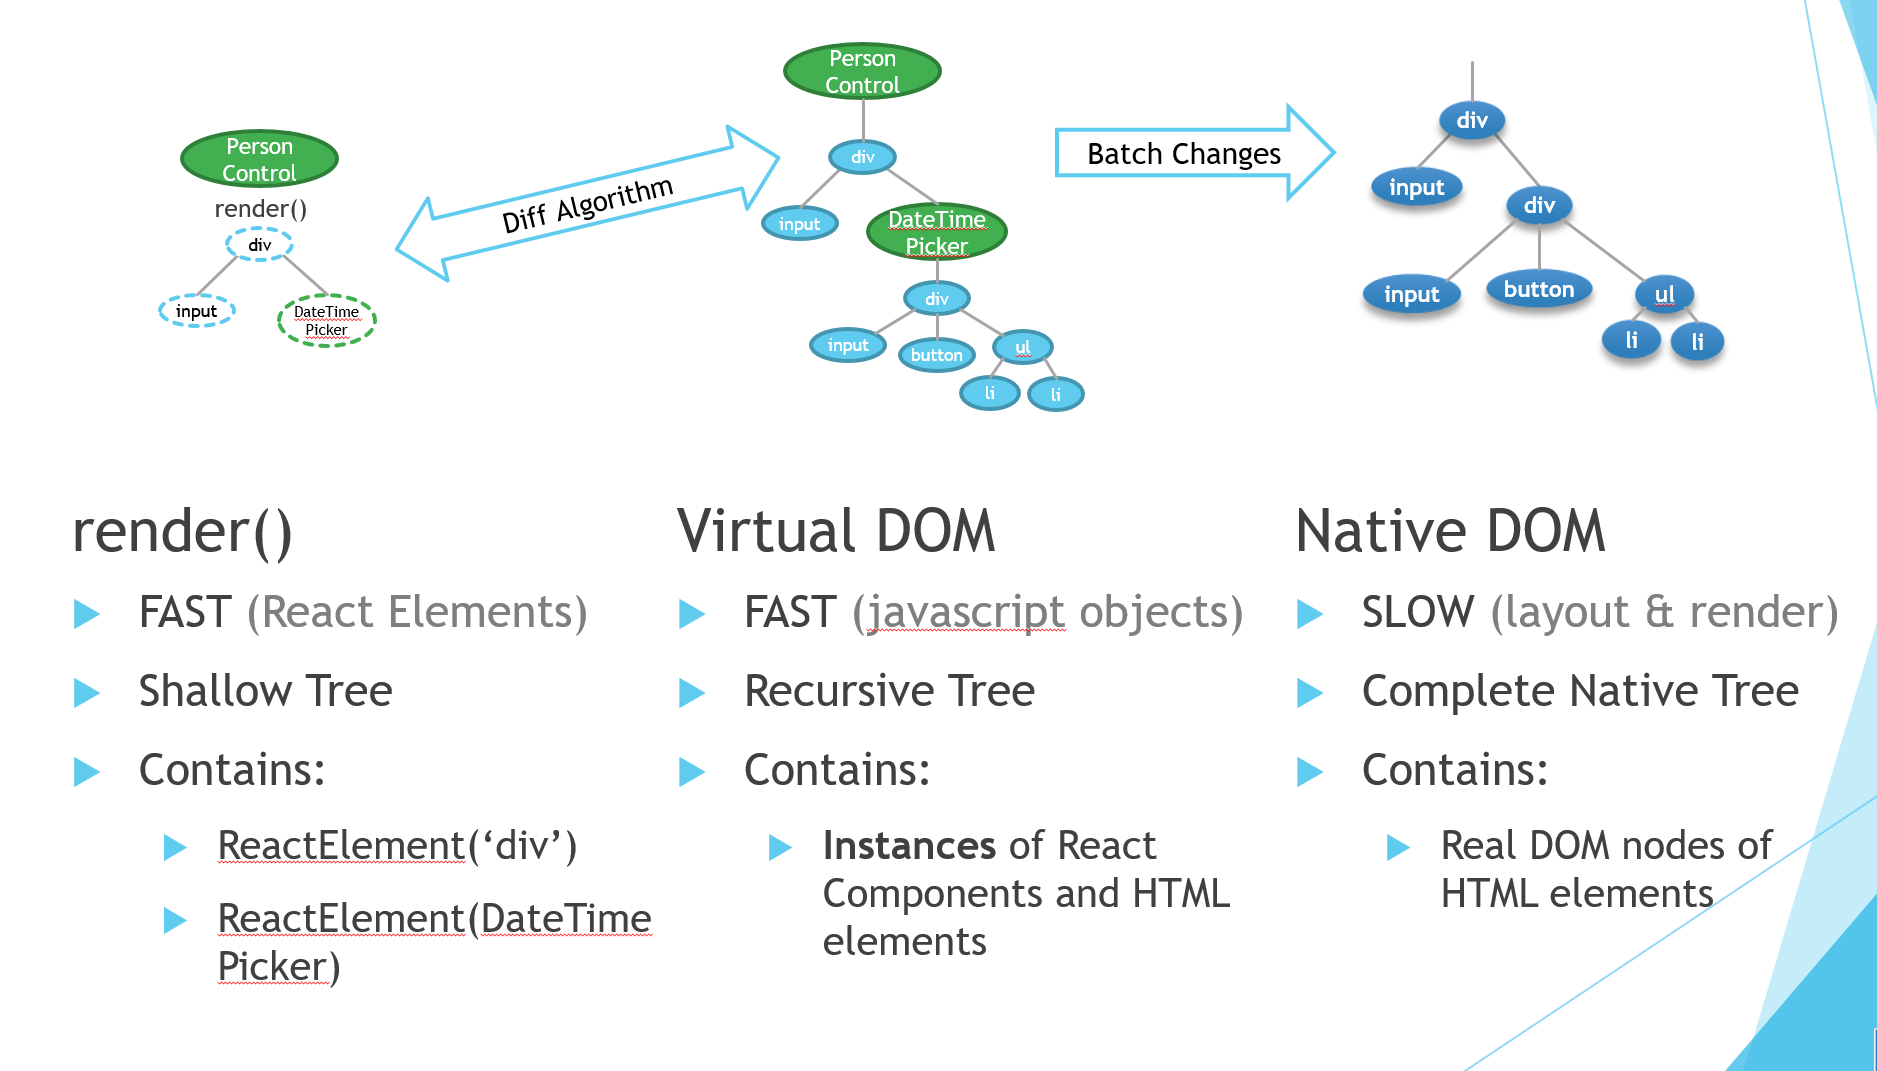 Person
Control
render()
div
input
DateTime
Picker
Diff Algorithm
Person
Control
div
input
DateTime
Picker
div
input
button
ul
li
li
Batch Changes
div
input
div
input
button
ul
li
li
render()
FAST (React Elements)
Shallow Tree
Contains:
ReactElement(‘div’)
ReactElement(DateTime
Picker)
Virtual DOM
FAST (javascript objects)
Recursive Tree
Contains:
Instances of React
Components and HTML
elements
Native DOM
SLOW (layout & render)
Complete Native Tree
Contains:
Real DOM nodes of
HTML elements